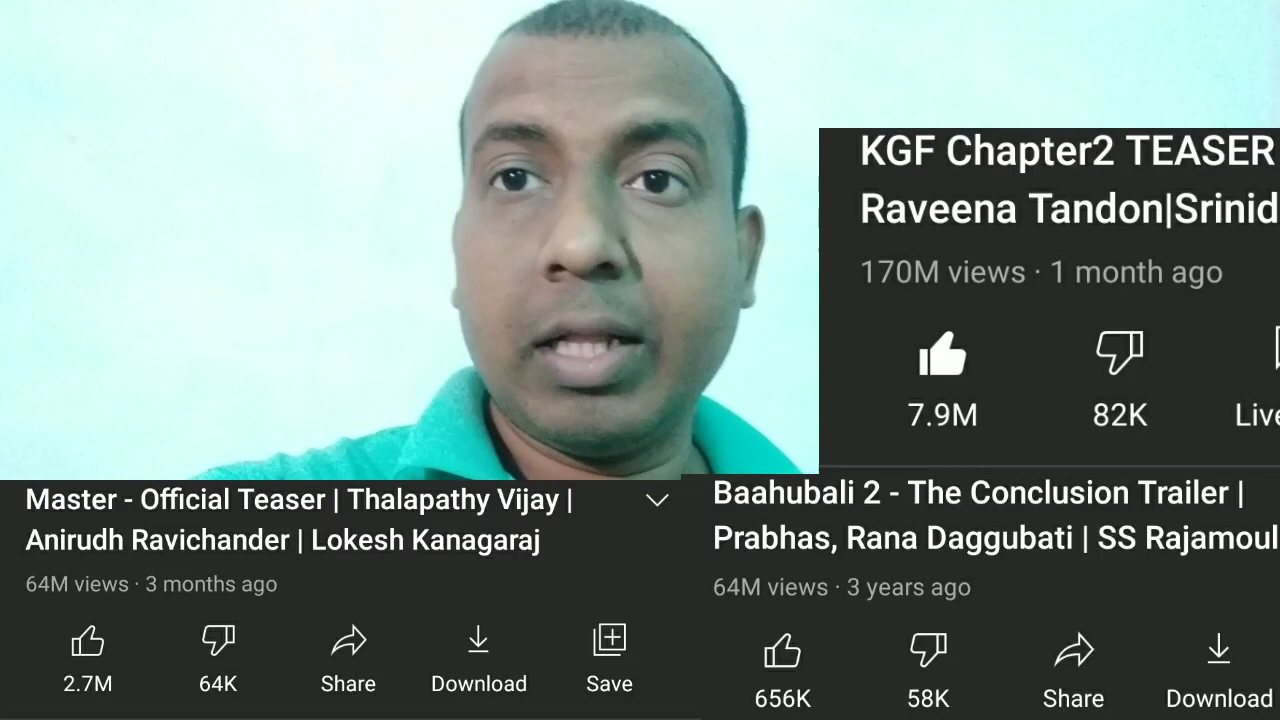 KGF Chapter2 TEASER
Raveena Tandon|Srinid
170M views · 1 month ago
7.9M 82K Live
Master - Official Teaser | Thalapathy Vijay |
Anirudh Ravichander | Lokesh Kanagaraj
64M views · 3 months ago
2.7M 64K Share Download Save
Baahubali 2 - The Conclusion Trailer |
Prabhas, Rana Daggubati | SS Rajamoul
64M views · 3 years ago
656K 58K Share Download